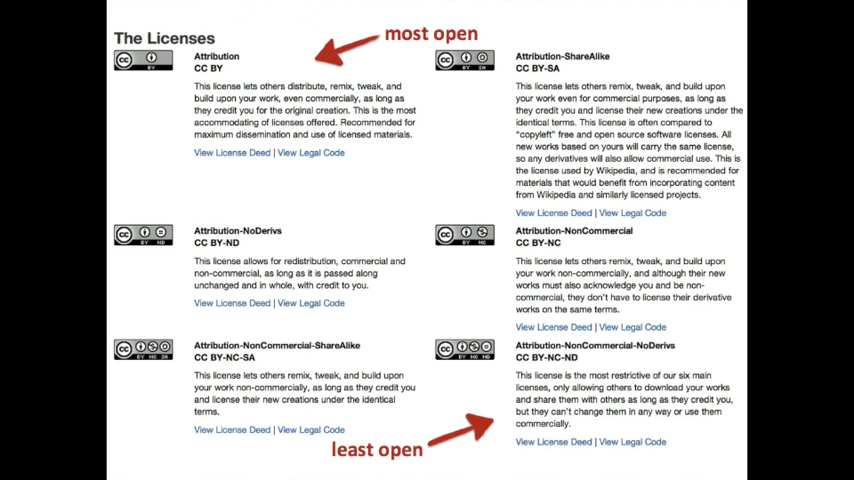 The Licenses
most open
BY
Attribution
CC BY
This license lets others distribute, remix, tweak, and
build upon your work, even commercially, as long as
they credit you for the original creation. This is the most
accommodating of licenses offered. Recommended for
maximum dissemination and use of licensed materials.
View License Deed | View Legal Code
BY SA
Attribution-ShareAlike
CC BY-SA
This license lets others remix, tweak, and build upon
your work even for commercial purposes, as long as
they credit you and license their new creations under the
identical terms. This license is often compared to
“copyleft” free and open source software licenses. All
new works based on yours will carry the same license,
so any derivatives will also allow commercial use. This is
the license used by Wikipedia, and is recommended for
materials that would benefit from incorporating content
from Wikipedia and similarly licensed projects.
View License Deed | View Legal Code
BY ND
Attribution-NoDerivs
CC BY-ND
This license allows for redistribution, commercial and
non-commercial, as long as it is passed along
unchanged and in whole, with credit to you.
View License Deed | View Legal Code
BY NC
Attribution-NonCommercial
CC BY-NC
This license lets others remix, tweak, and build upon
your work non-commercially, and although their new
works must also acknowledge you and be non-
commercial, they don’t have to license their derivative
works on the same terms.
View License Deed | View Legal Code
BY NC SA
Attribution-NonCommercial-ShareAlike
CC BY-NC-SA
This license lets others remix, tweak, and build upon
your work non-commercially, as long as they credit you
and license their new creations under the identical
terms.
View License Deed | View Legal Code
BY NC ND
Attribution-NonCommercial-NoDerivs
CC BY-NC-ND
This license is the most restrictive of our six main
licenses, only allowing others to download your works
and share them with others as long as they credit you,
but they can’t change them in any way or use them
commercially.
View License Deed | View Legal Code
least open